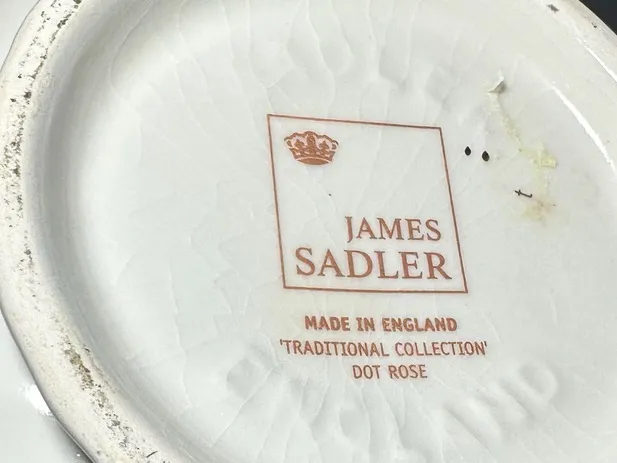 JAMES
SADLER
MADE IN ENGLAND
'TRADITIONAL COLLECTION'
DOT ROSE